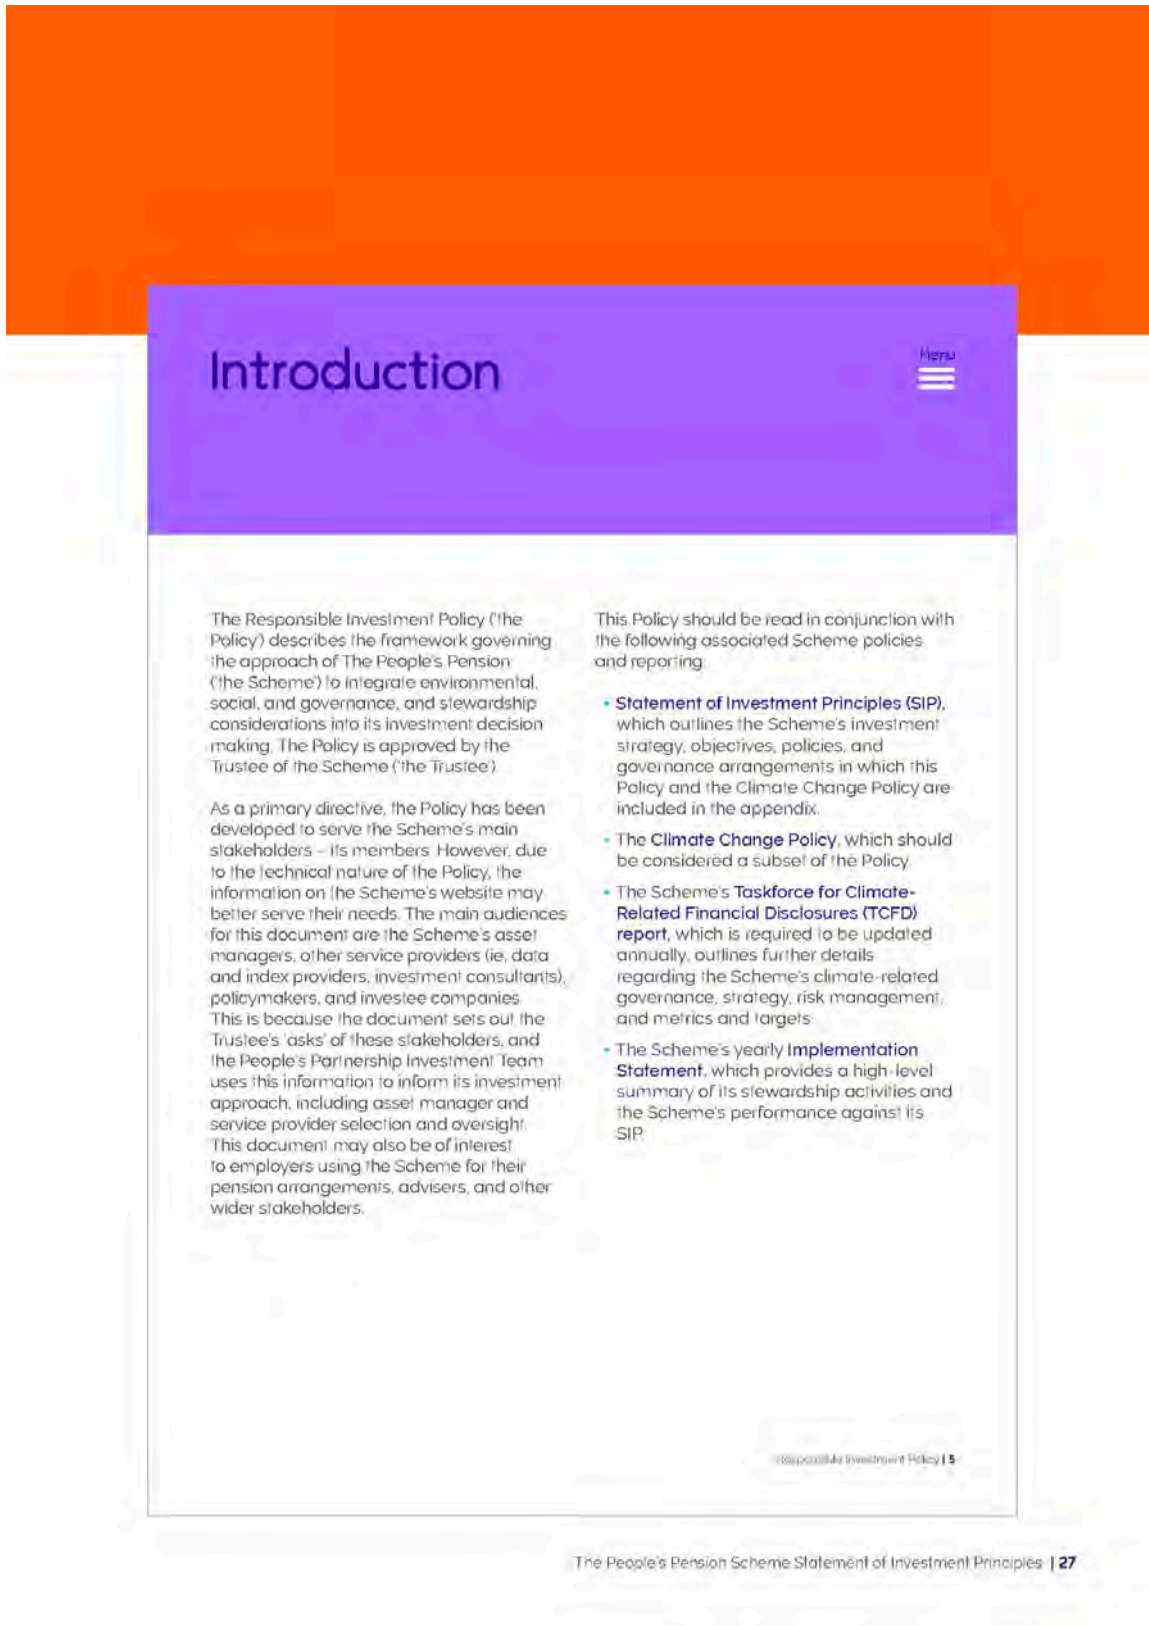 Introduction
Menu
The Responsible Investment Policy ('the
Policy') describes the framework governing
the approach of The People's Pension
('the Scheme') to integrate environmental,
social, and governance, and stewardship
considerations into its investment decision
making. The Policy is approved by the
Trustee of the Scheme ('the Trustee').
As a primary directive, the Policy has been
developed to serve the Scheme's main
stakeholders – its members. However, due
to the technical nature of the Policy, the
information on the Scheme's website may
better serve their needs. The main audiences
for this document are the Scheme's asset
managers, other service providers (ie, data
and index providers, investment consultants),
policymakers, and investee companies.
This is because the document sets out the
Trustee's 'asks' of these stakeholders, and
the People's Partnership Investment Team
uses this information to inform its investment
approach, including asset manager and
service provider selection and oversight.
This document may also be of interest
to employers using the Scheme for their
pension arrangements, advisers, and other
wider stakeholders.
This Policy should be read in conjunction with
the following associated Scheme policies
and reporting:
• Statement of Investment Principles (SIP),
which outlines the Scheme's investment
strategy, objectives, policies, and
governance arrangements in which this
Policy and the Climate Change Policy are
included in the appendix.
• The Climate Change Policy, which should
be considered a subset of the Policy.
• The Scheme's Taskforce for Climate-
Related Financial Disclosures (TCFD)
report, which is required to be updated
annually, outlines further details
regarding the Scheme's climate-related
governance, strategy, risk management,
and metrics and targets.
• The Scheme's yearly Implementation
Statement, which provides a high-level
summary of its stewardship activities and
the Scheme's performance against its
SIP.
Responsible Investment Policy | 5
The People's Pension Scheme Statement of Investment Principles | 27